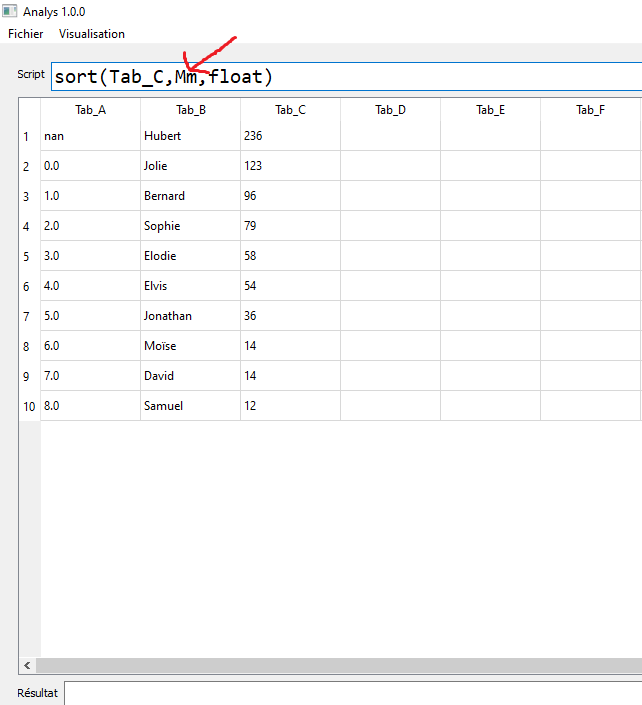 Analys 1.0.0
Fichier Visualisation
Script sort(Tab_C,Mm,float)
Tab_A Tab_B Tab_C Tab_D Tab_E Tab_F
1 nan Hubert 236
2 0.0 Jolie 123
3 1.0 Bernard 96
4 2.0 Sophie 79
5 3.0 Elodie 58
6 4.0 Elvis 54
7 5.0 Jonathan 36
8 6.0 Moïse 14
9 7.0 David 14
10 8.0 Samuel 12
Résultat